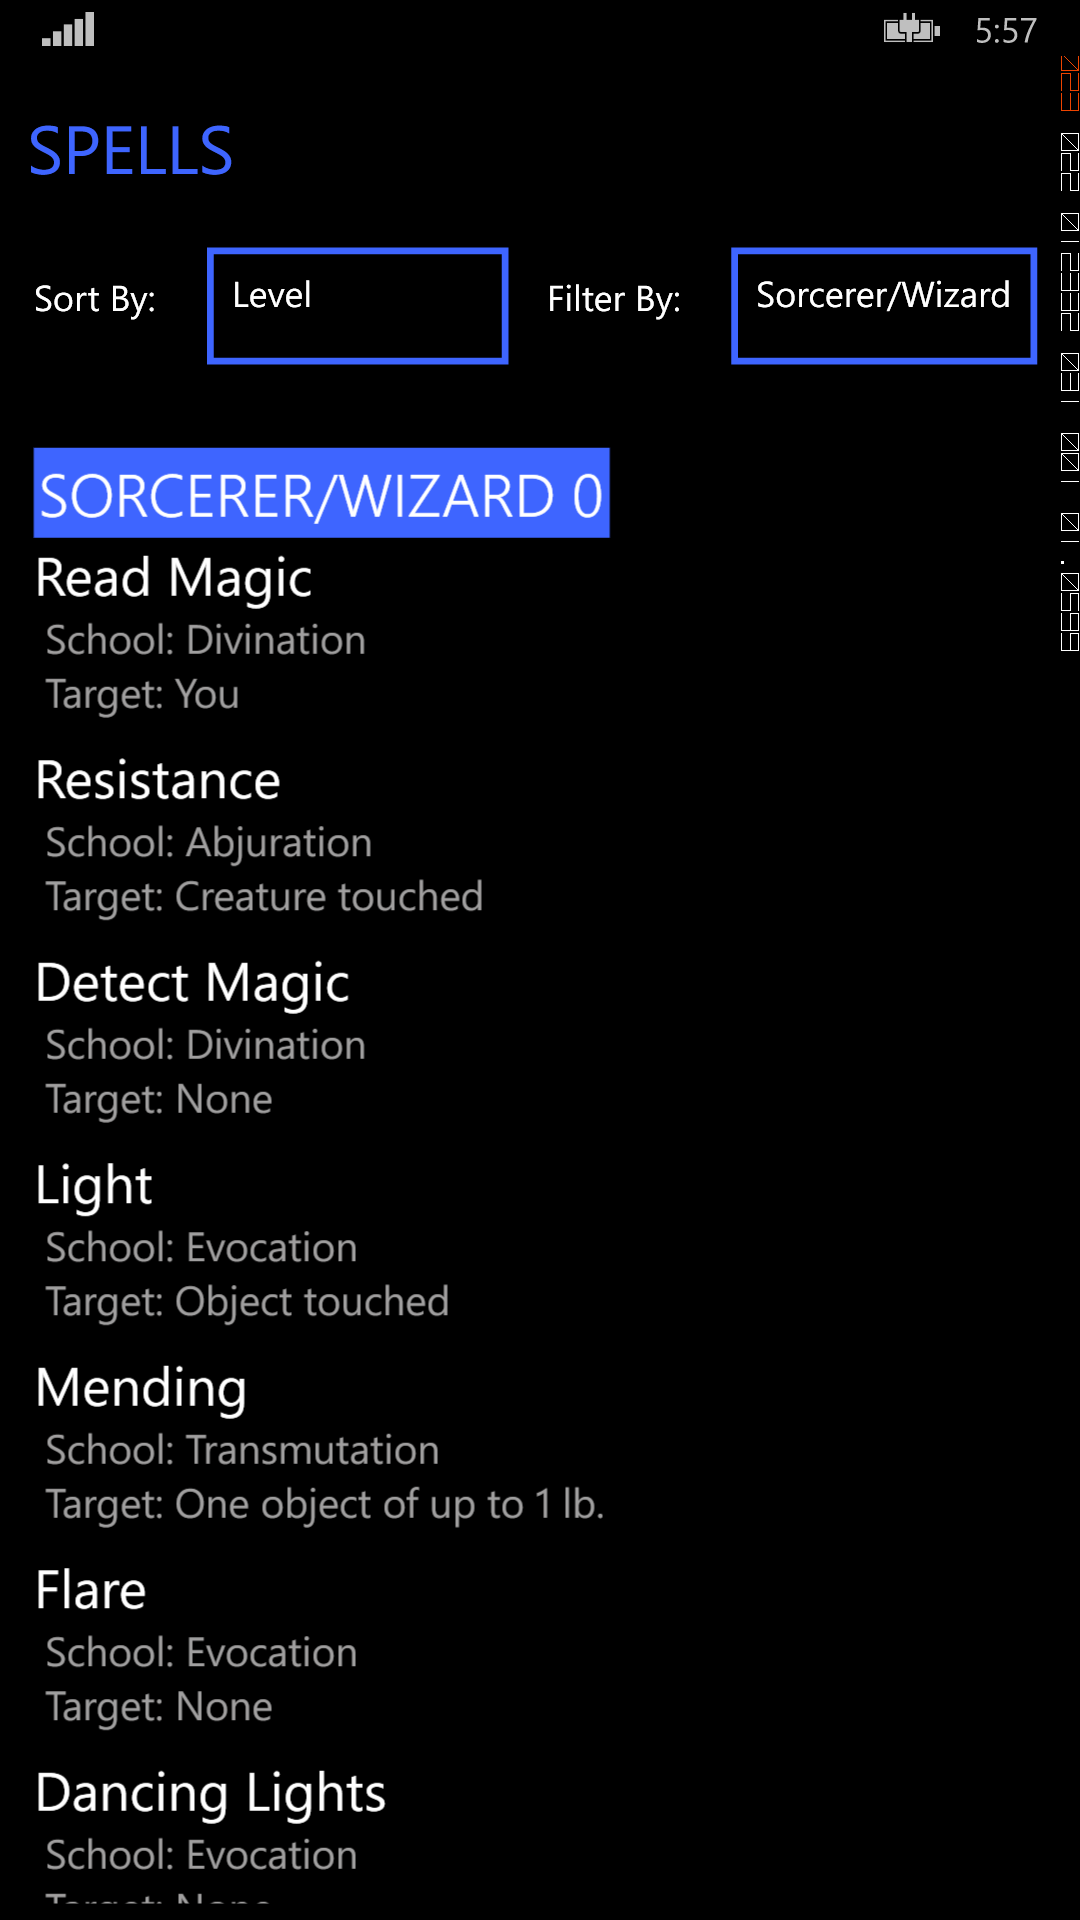 5:57
SPELLS
Sort By: Level Filter By: Sorcerer/Wizard
SORCERER/WIZARD 0
Read Magic
School: Divination
Target: You
Resistance
School: Abjuration
Target: Creature touched
Detect Magic
School: Divination
Target: None
Light
School: Evocation
Target: Object touched
Mending
School: Transmutation
Target: One object of up to 1 lb.
Flare
School: Evocation
Target: None
Dancing Lights
School: Evocation
Target: None